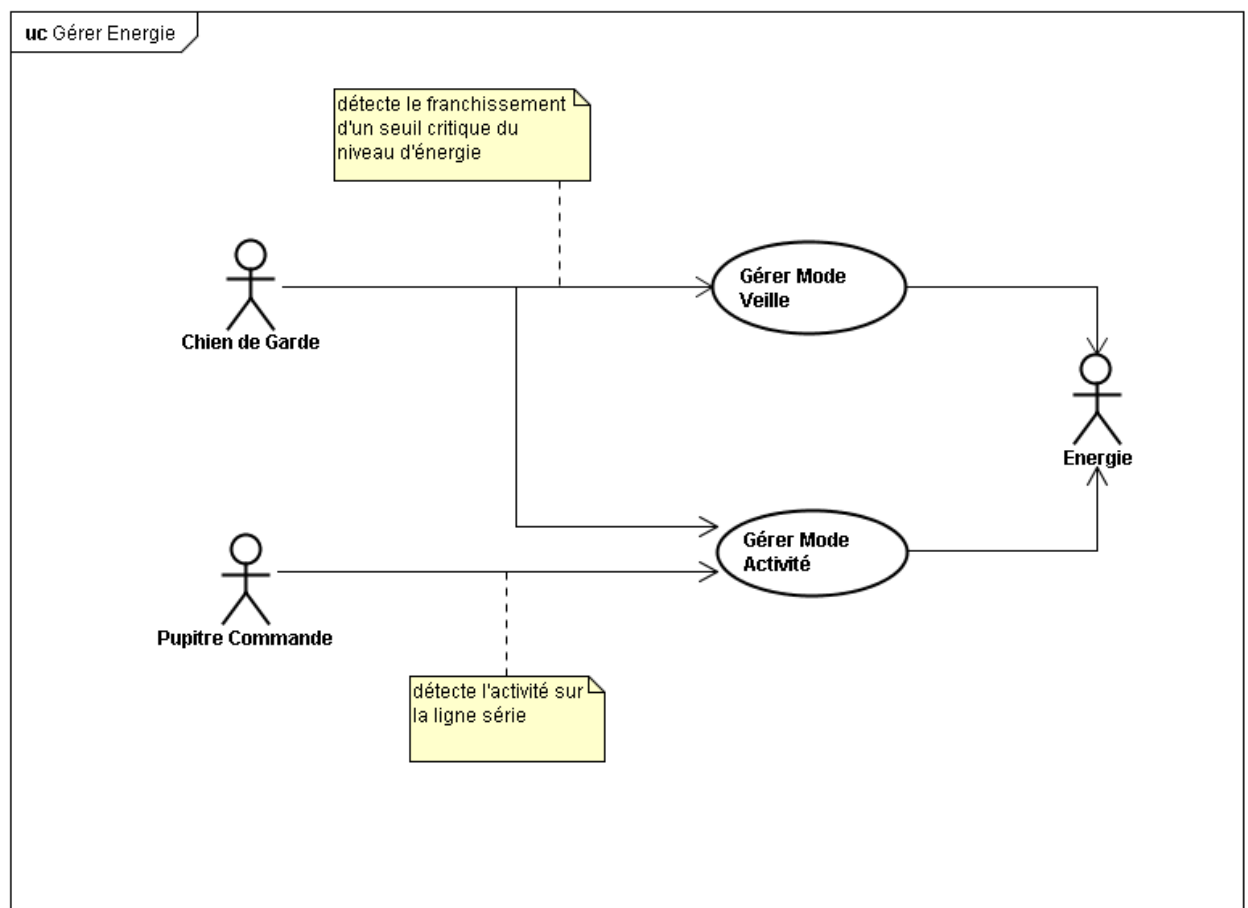 uc Gérer Energie
détecte le franchissement
d'un seuil critique du
niveau d'énergie
Gérer Mode
Veille
Chien de Garde
Energie
Gérer Mode
Activité
Pupitre Commande
détecte l'activité sur
la ligne série